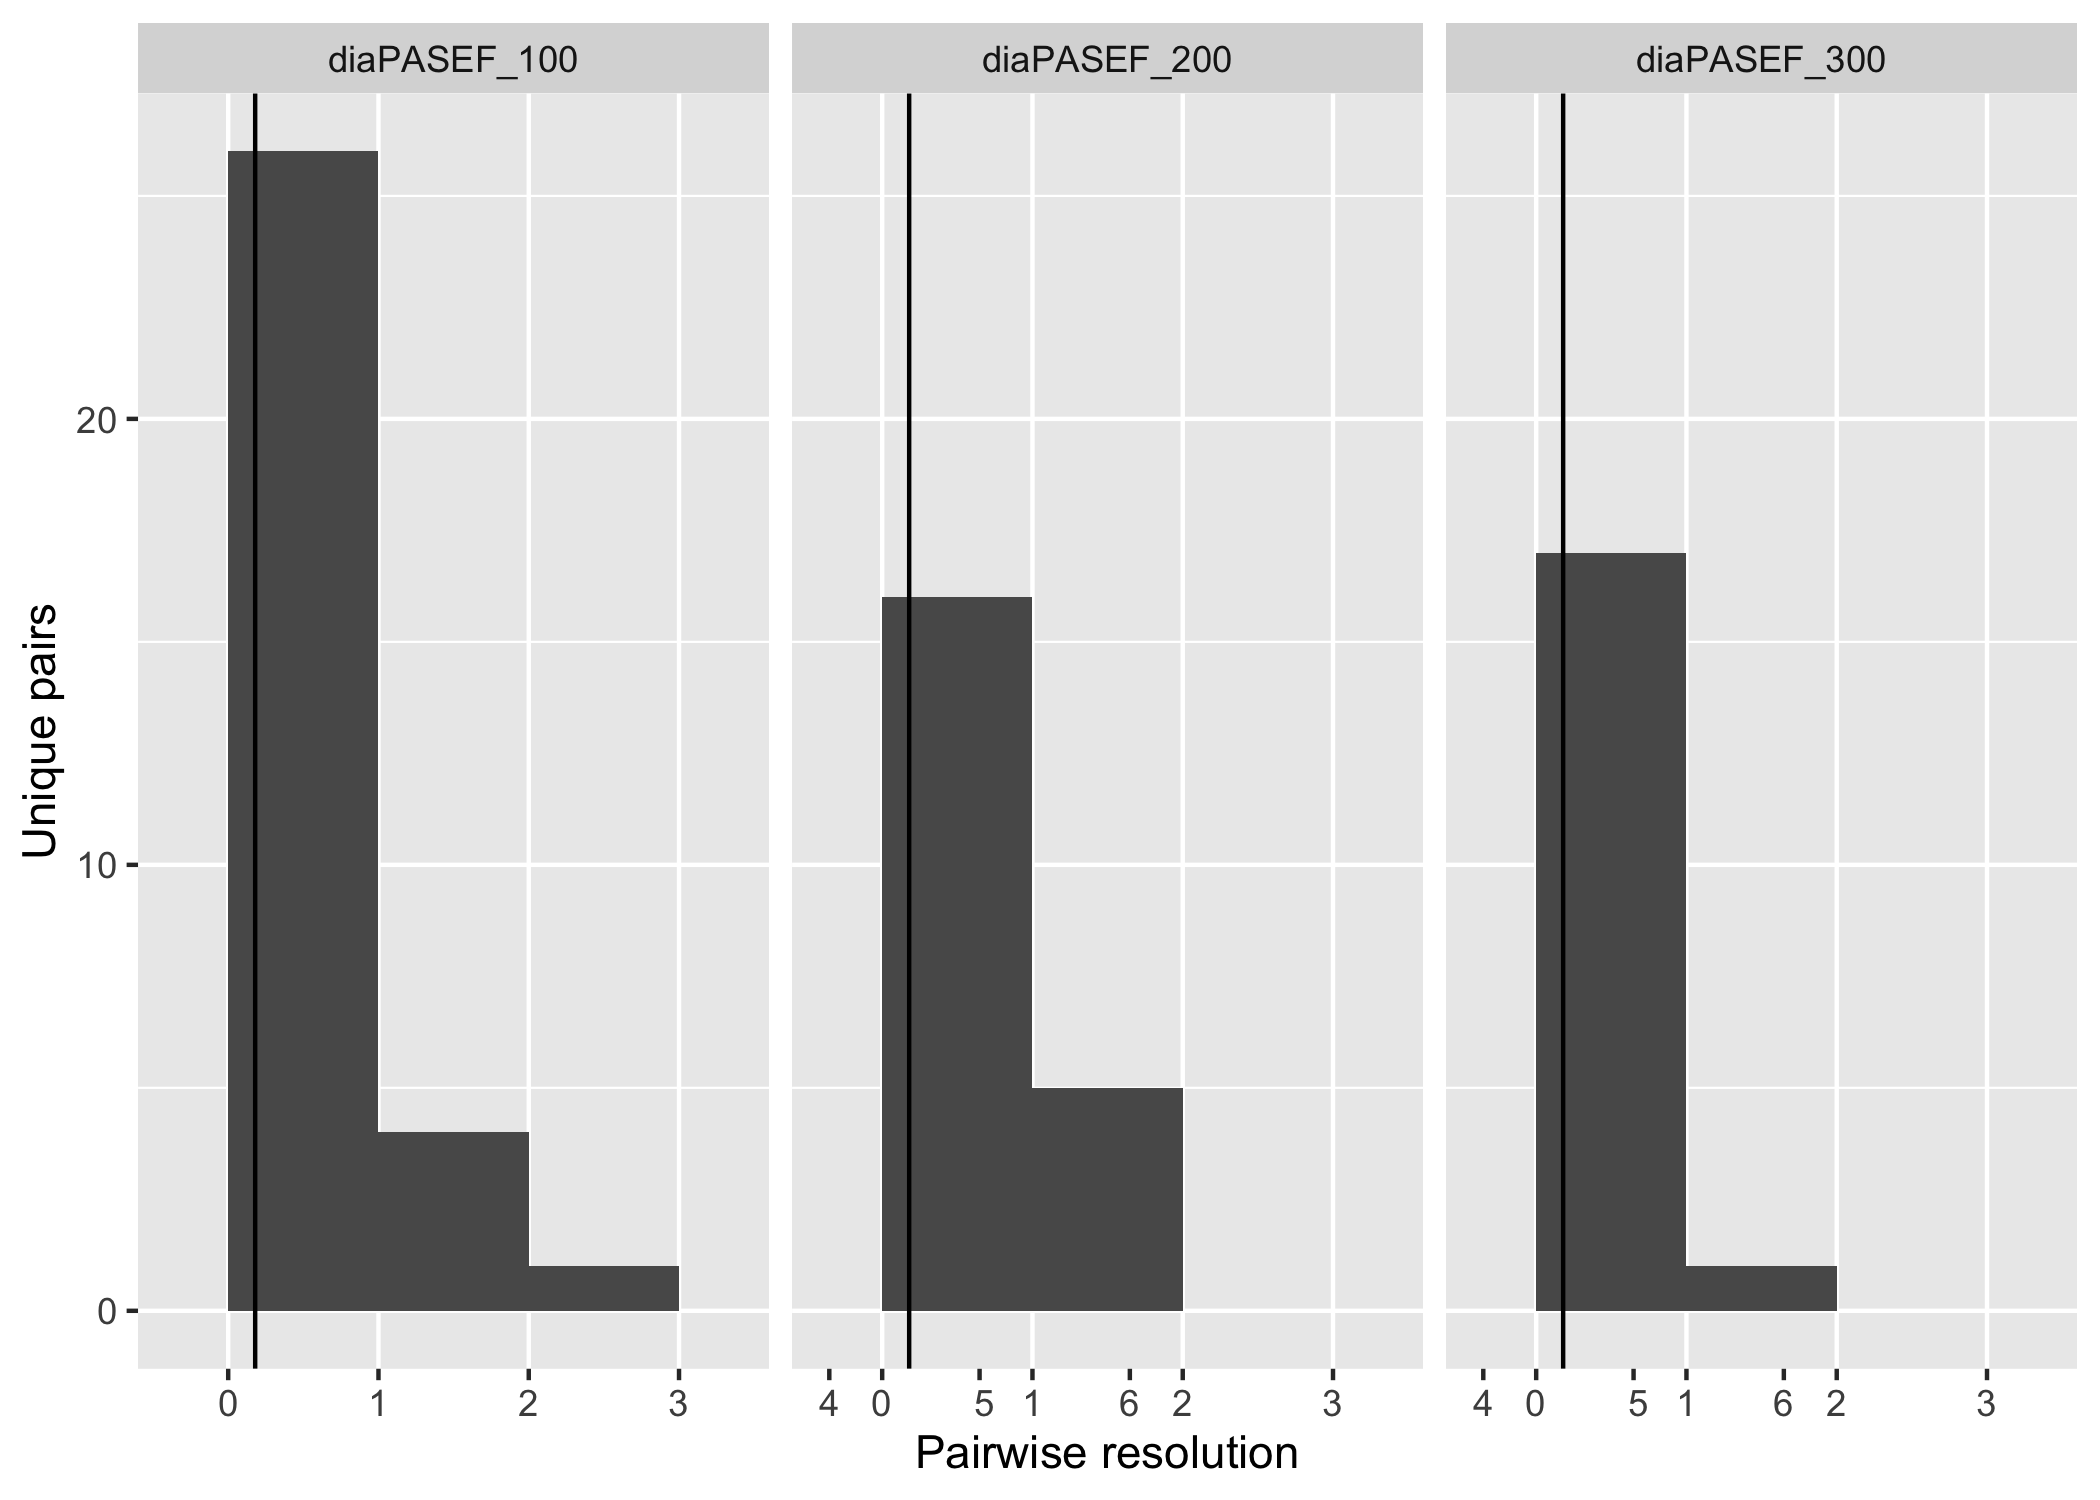 diaPASEF_100 diaPASEF_200 diaPASEF_300
Unique pairs
20
10
0
0 1 2 3 4 0 5 1 6 2 3 4 0 5 1 6 2 3
Pairwise resolution